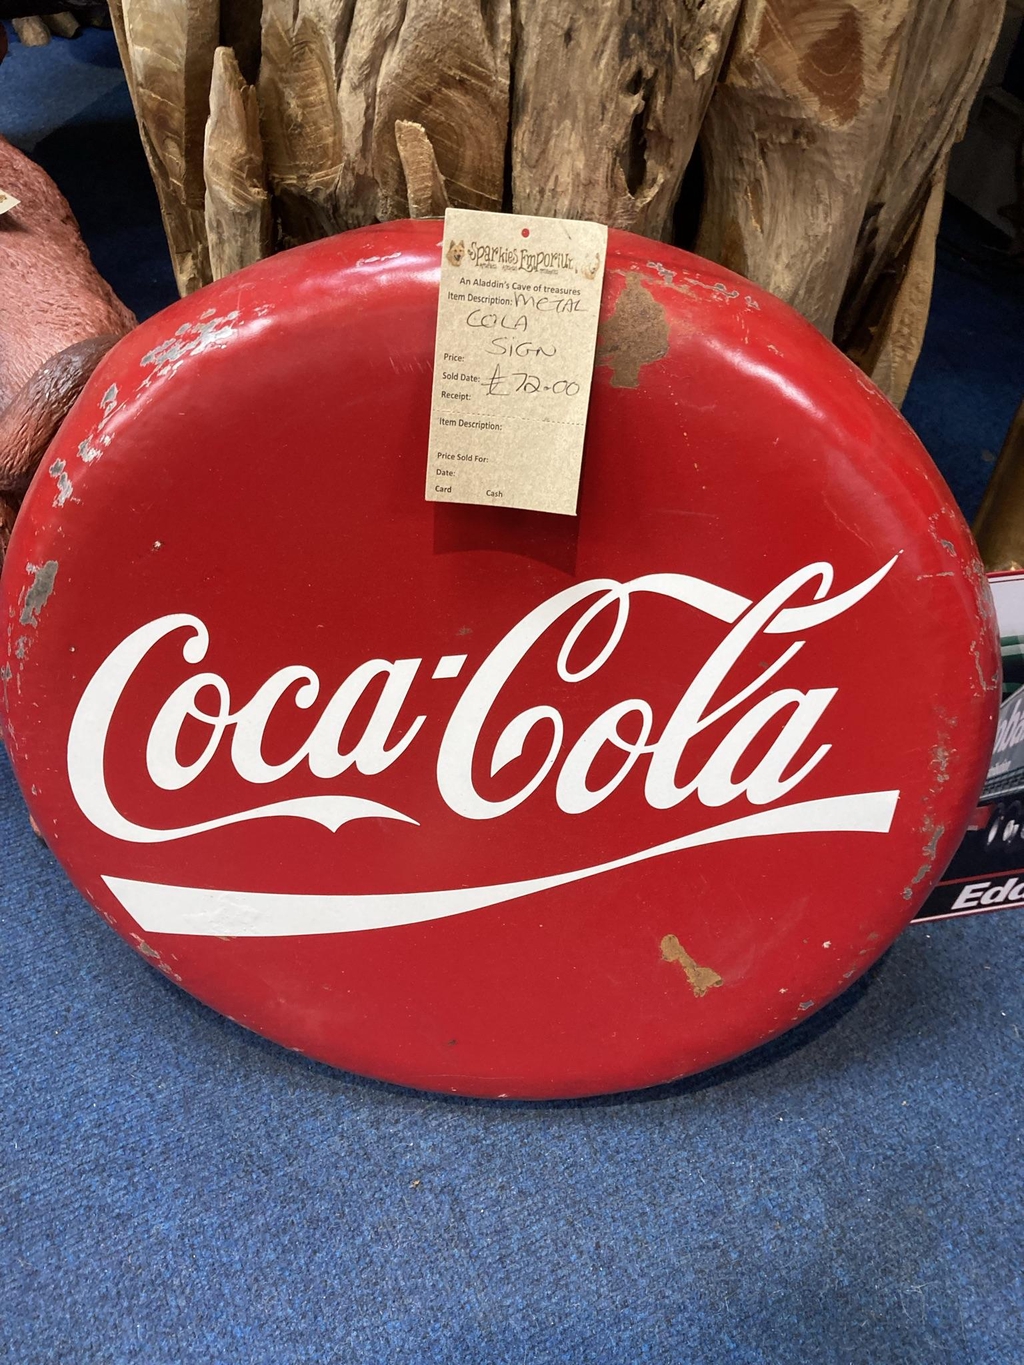 Sparkie's Emporium
An Aladdin's Cave of treasures
Item Description: METAL
COLA
SIGN
Price:
Sold Date: £72.00
Receipt:
Item Description:
Price Sold For:
Date:
Card Cash
Coca-Cola
Edd